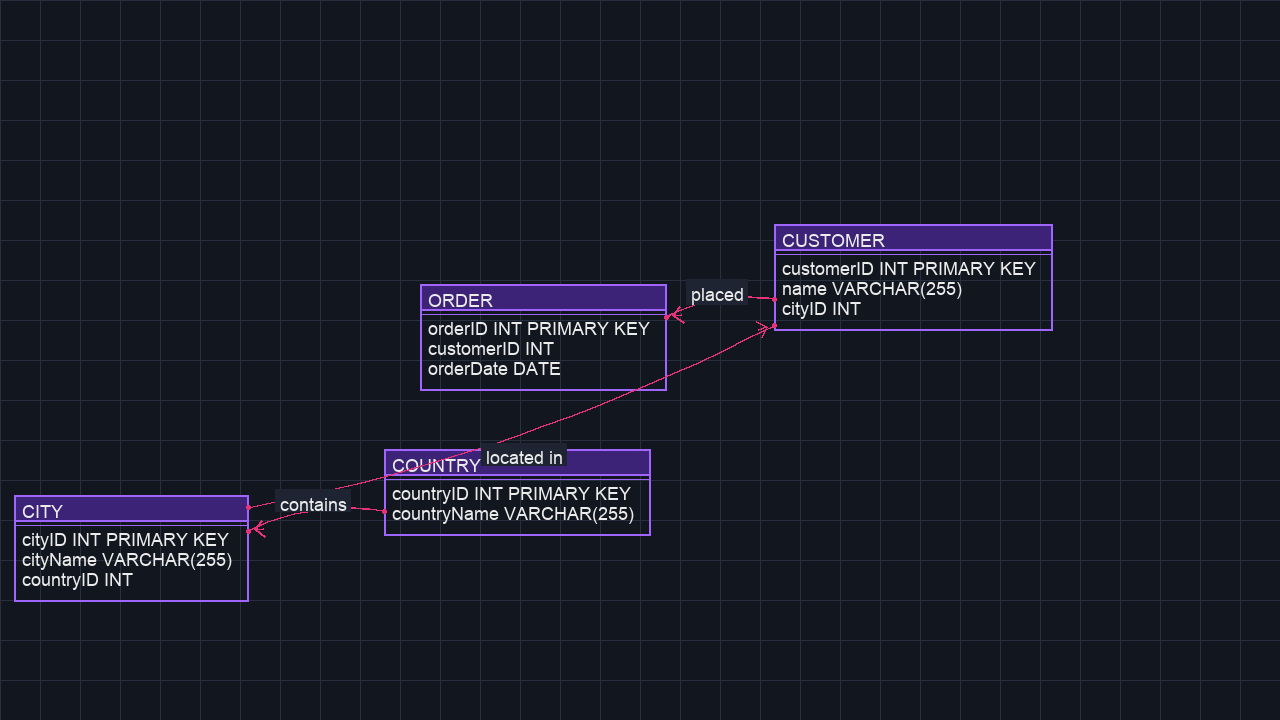 CUSTOMER
customerID INT PRIMARY KEY
name VARCHAR(255)
cityID INT
placed
ORDER
orderID INT PRIMARY KEY
customerID INT
orderDate DATE
located in
COUNTRY
countryID INT PRIMARY KEY
countryName VARCHAR(255)
contains
CITY
cityID INT PRIMARY KEY
cityName VARCHAR(255)
countryID INT